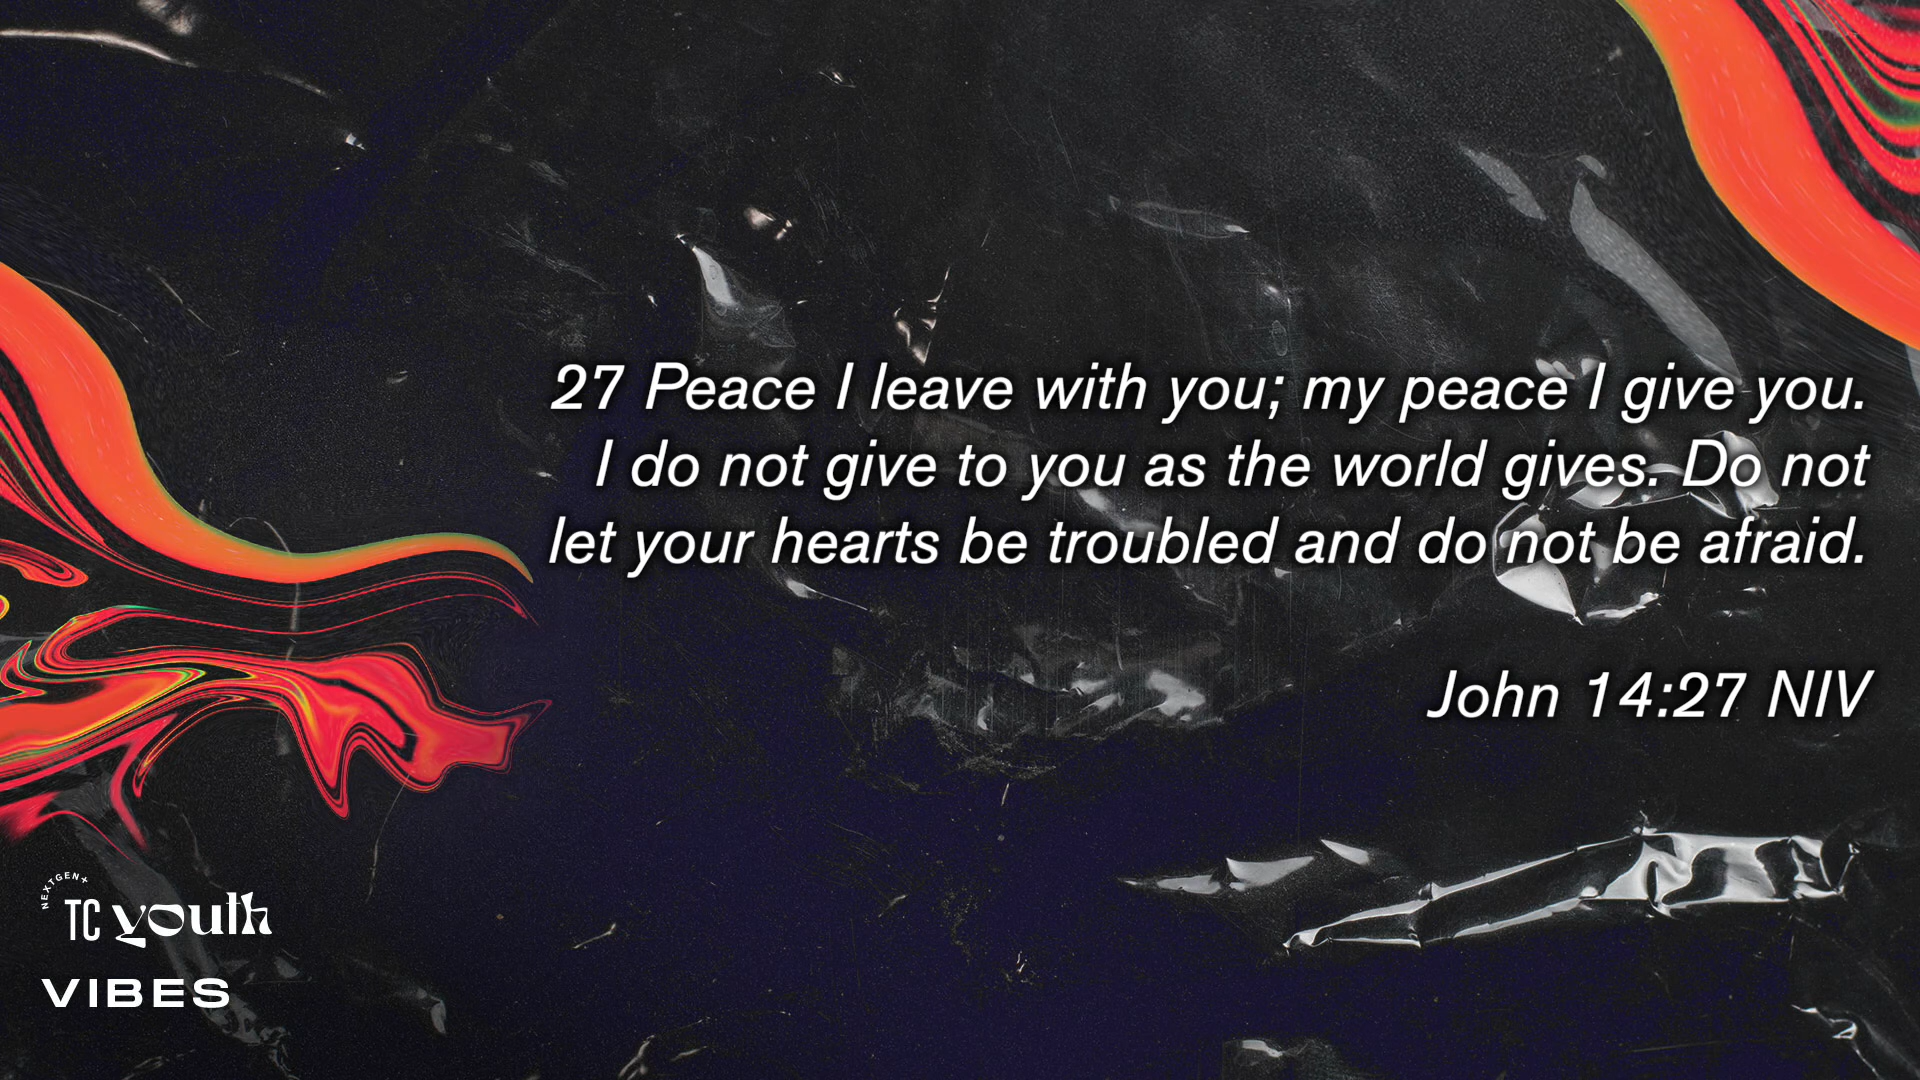 27 Peace I leave with you; my peace I give you.
I do not give to you as the world gives. Do not
let your hearts be troubled and do not be afraid.
John 14:27 NIV
NEXTGEN+
TC youth
VIBES